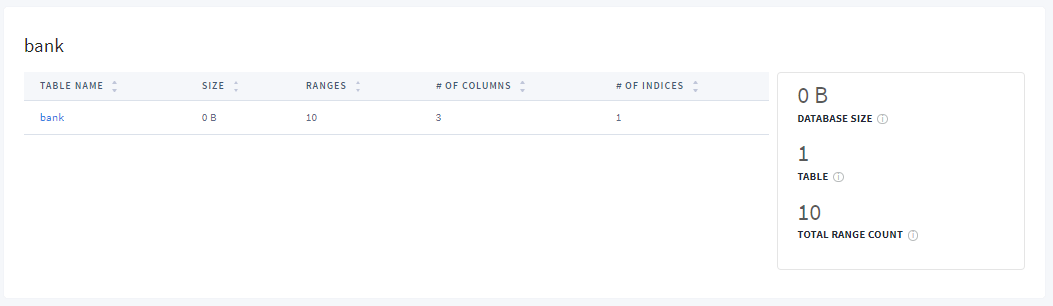 bank
TABLE NAME SIZE RANGES # OF COLUMNS # OF INDICES
bank 0 B 10 3 1
0 B
DATABASE SIZE
1
TABLE
10
TOTAL RANGE COUNT